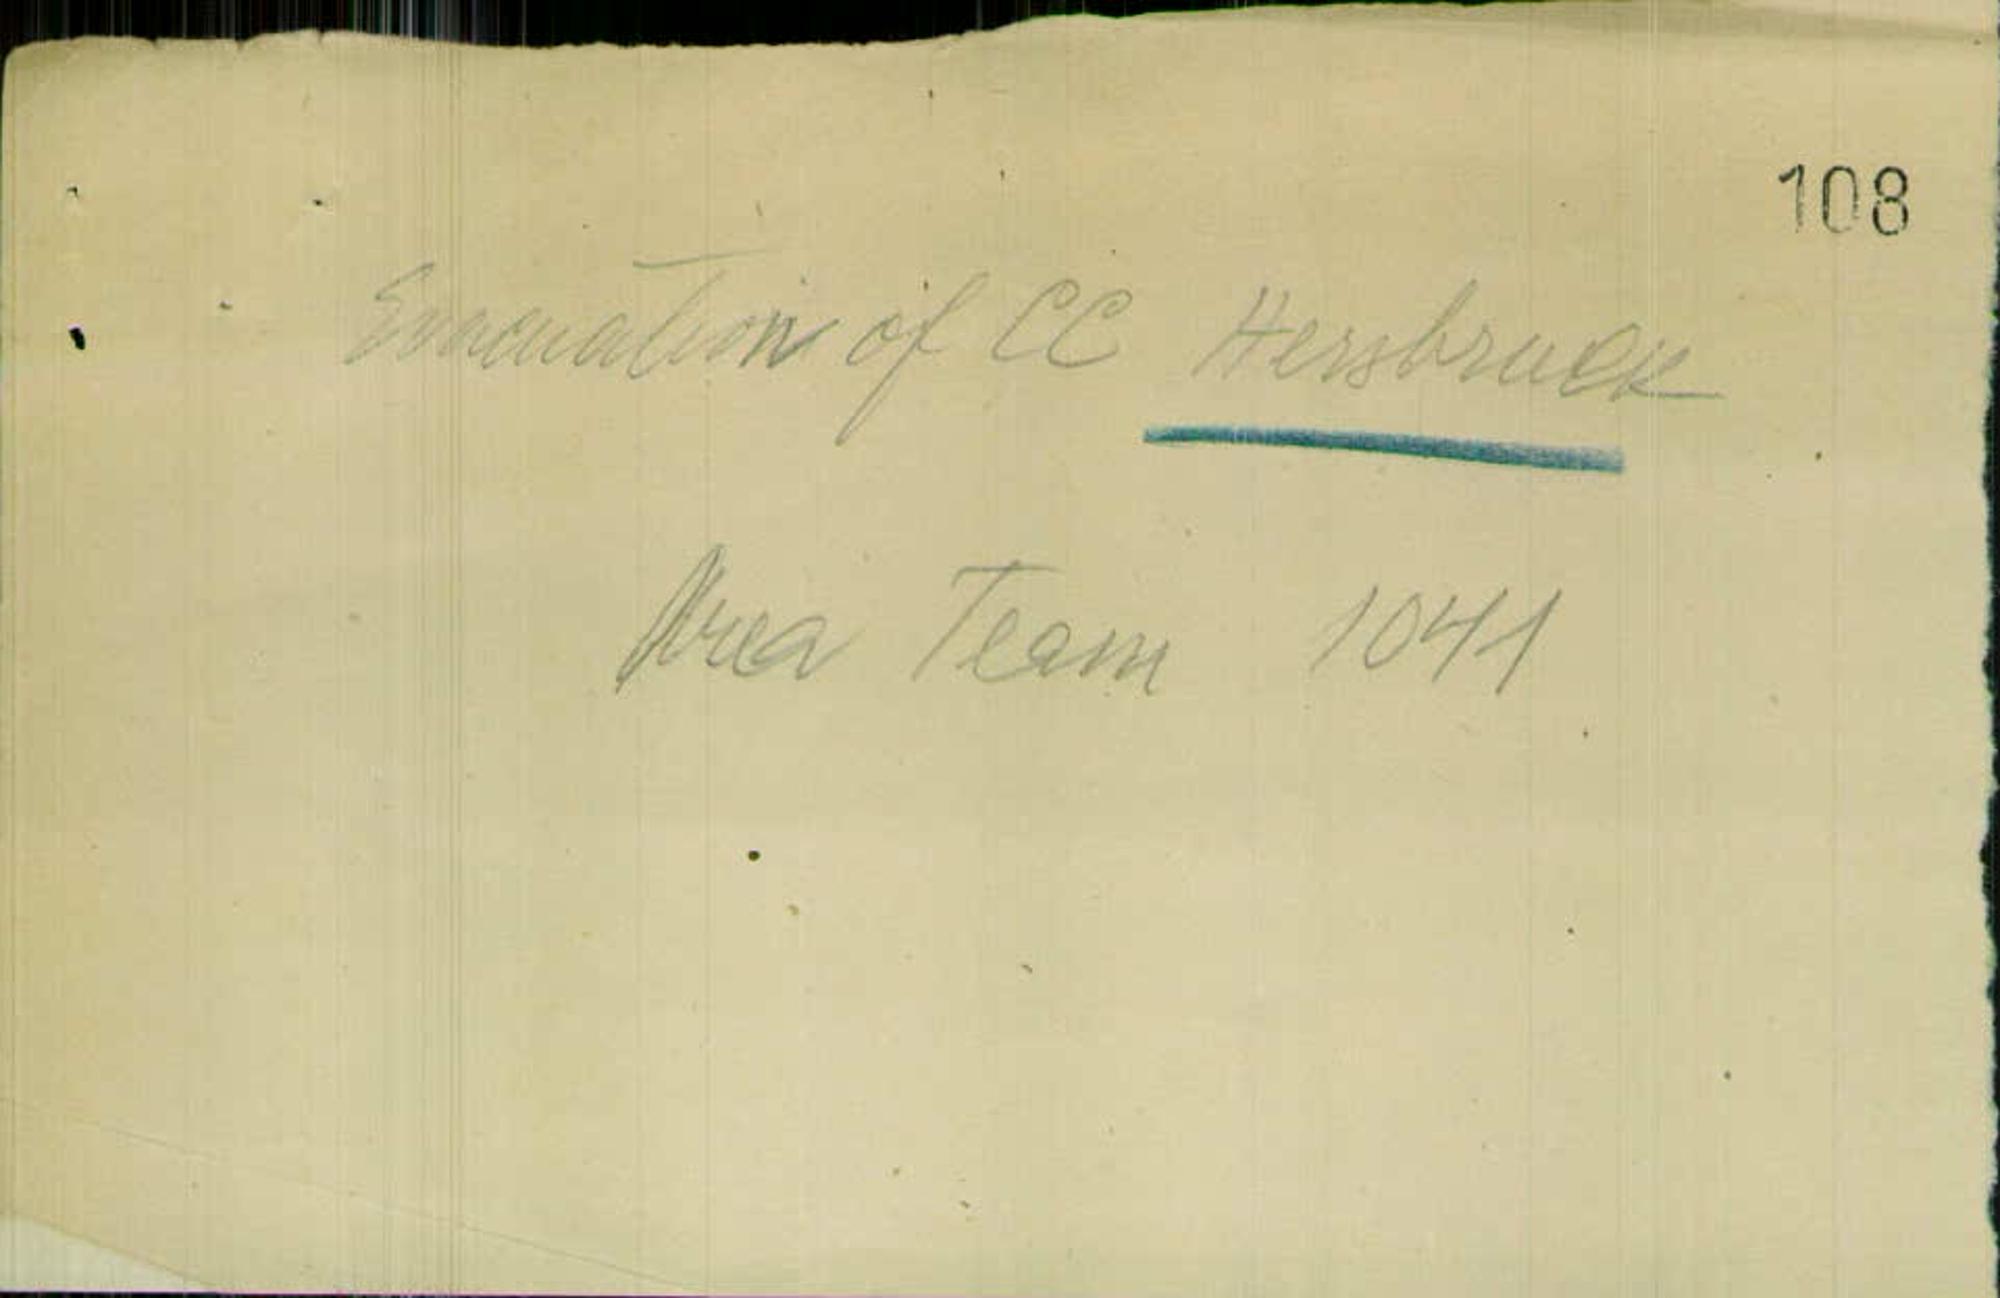 108
Evacuation of CC Hersbruck
Area Team 1041